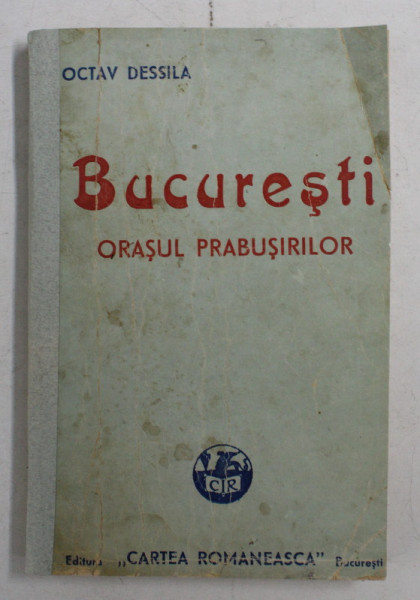 OCTAV DESSILA
Bucureşti
ORAŞUL PRABUŞIRILOR
CR
Editura „CARTEA ROMANEASCA" Bucureşti